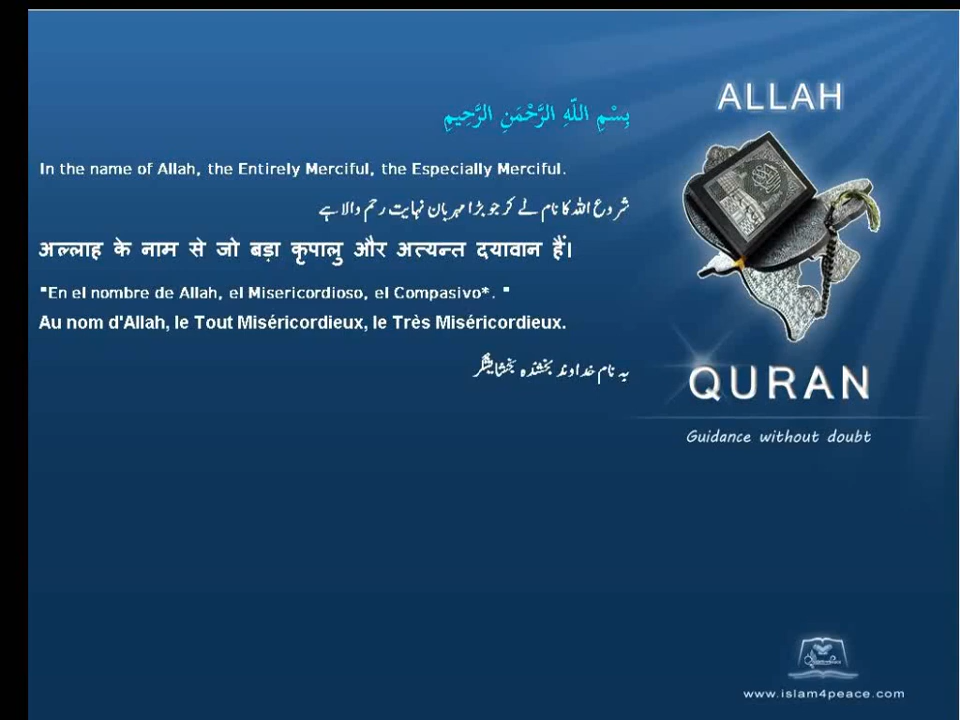 بِسْمِ اللَّهِ الرَّحْمَنِ الرَّحِيمِ
In the name of Allah, the Entirely Merciful, the Especially Merciful.
شروع الله کا نام لے کر جو بڑا مہربان نہایت رحم والا ہے
अल्लाह के नाम से जो बड़ा कृपालु और अत्यन्त दयावान हैं।
"En el nombre de Allah, el Misericordioso, el Compasivo*. "
Au nom d'Allah, le Tout Miséricordieux, le Très Miséricordieux.
به نام خداوند بخشنده بخشایشگر
ALLAH
QURAN
Guidance without doubt
www.islam4peace.com